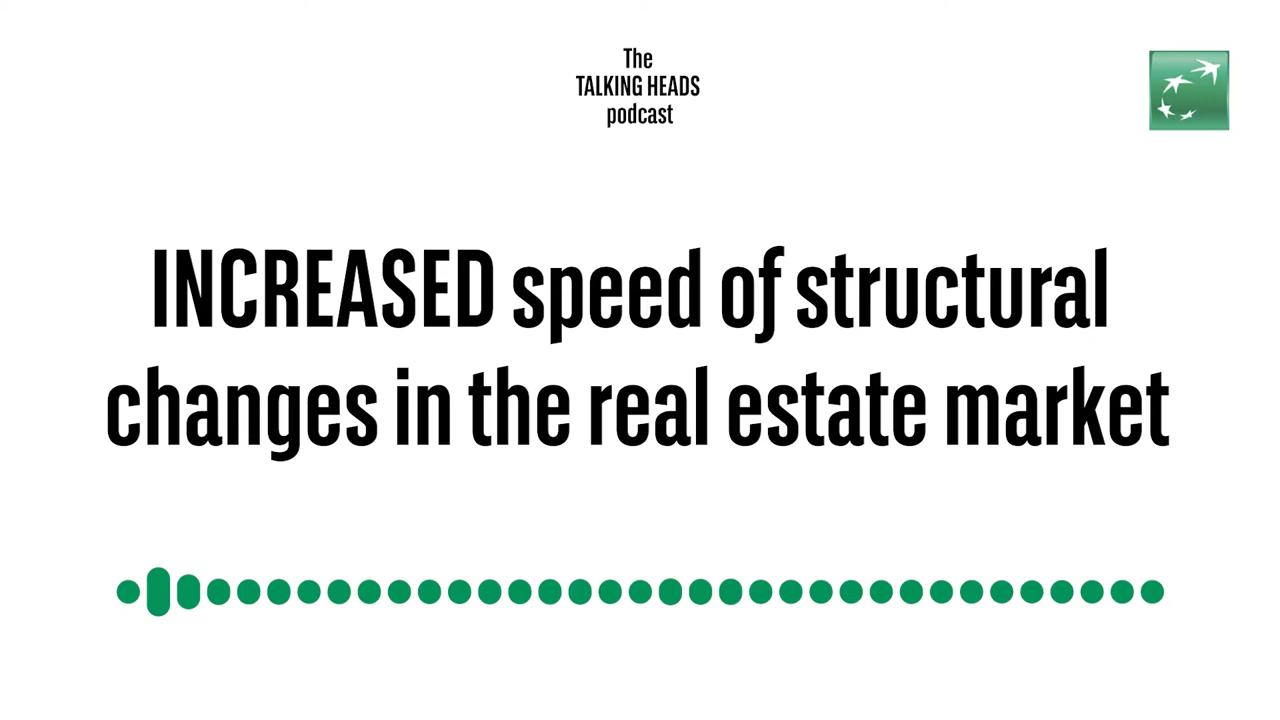 The
TALKING HEADS
podcast
INCREASED speed of structural
changes in the real estate market